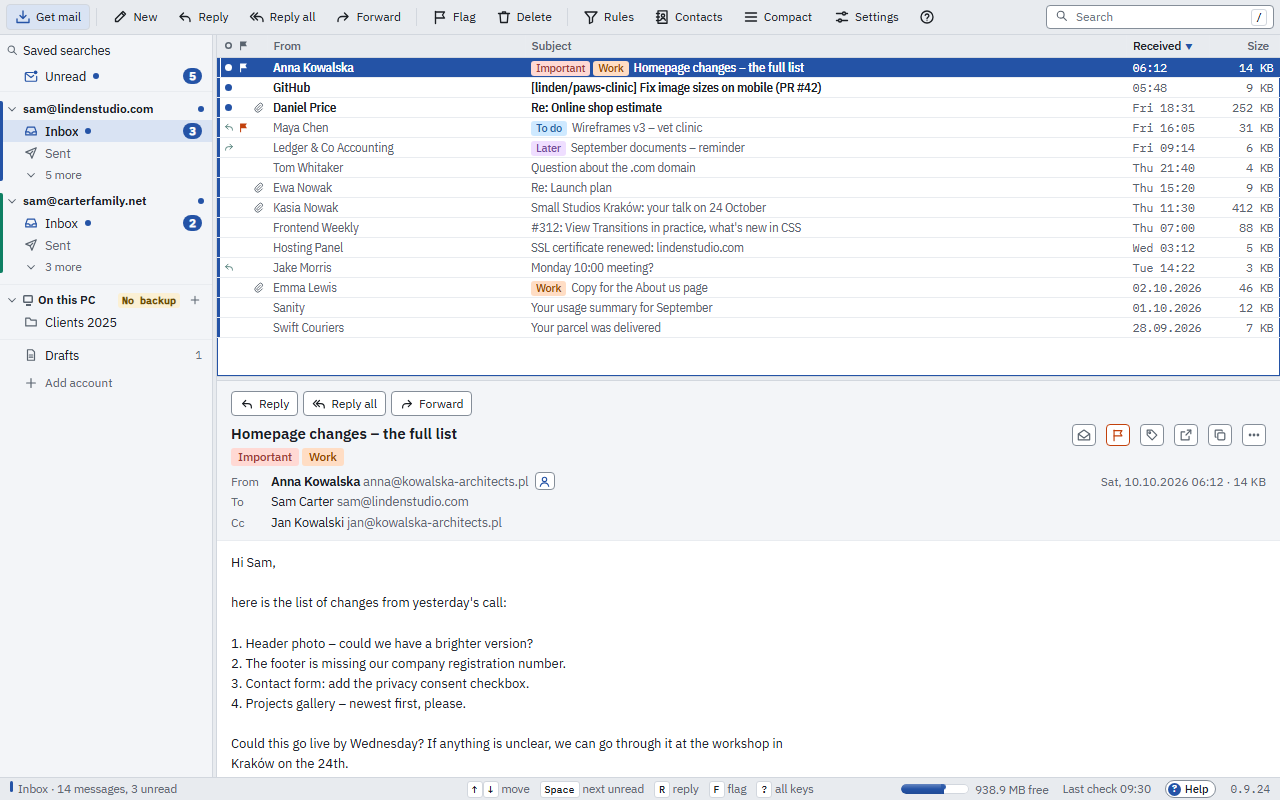 Get mail New Reply Reply all Forward Flag Delete Rules Contacts Compact Settings Search /
Saved searches
Unread 5
sam@lindenstudio.com
Inbox 3
Sent
5 more
sam@carterfamily.net
Inbox 2
Sent
3 more
On this PC No backup
Clients 2025
Drafts 1
Add account
From Subject Received Size
Anna Kowalska Important Work Homepage changes – the full list 06:12 14 KB
GitHub [linden/paws-clinic] Fix image sizes on mobile (PR #42) 05:48 9 KB
Daniel Price Re: Online shop estimate Fri 18:31 252 KB
Maya Chen To do Wireframes v3 – vet clinic Fri 16:05 31 KB
Ledger & Co Accounting Later September documents – reminder Fri 09:14 6 KB
Tom Whitaker Question about the .com domain Thu 21:40 4 KB
Ewa Nowak Re: Launch plan Thu 15:20 9 KB
Kasia Nowak Small Studios Kraków: your talk on 24 October Thu 11:30 412 KB
Frontend Weekly #312: View Transitions in practice, what's new in CSS Thu 07:00 88 KB
Hosting Panel SSL certificate renewed: lindenstudio.com Wed 03:12 5 KB
Jake Morris Monday 10:00 meeting? Tue 14:22 3 KB
Emma Lewis Work Copy for the About us page 02.10.2026 46 KB
Sanity Your usage summary for September 01.10.2026 12 KB
Swift Couriers Your parcel was delivered 28.09.2026 7 KB
Reply Reply all Forward
Homepage changes – the full list
Important Work
From Anna Kowalska anna@kowalska-architects.pl Sat, 10.10.2026 06:12 · 14 KB
To Sam Carter sam@lindenstudio.com
Cc Jan Kowalski jan@kowalska-architects.pl
Hi Sam,
here is the list of changes from yesterday's call:
1. Header photo – could we have a brighter version?
2. The footer is missing our company registration number.
3. Contact form: add the privacy consent checkbox.
4. Projects gallery – newest first, please.
Could this go live by Wednesday? If anything is unclear, we can go through it at the workshop in
Kraków on the 24th.
Inbox · 14 messages, 3 unread ↑ ↓ move Space next unread R reply F flag ? all keys 938.9 MB free Last check 09:30 ? Help 0.9.24